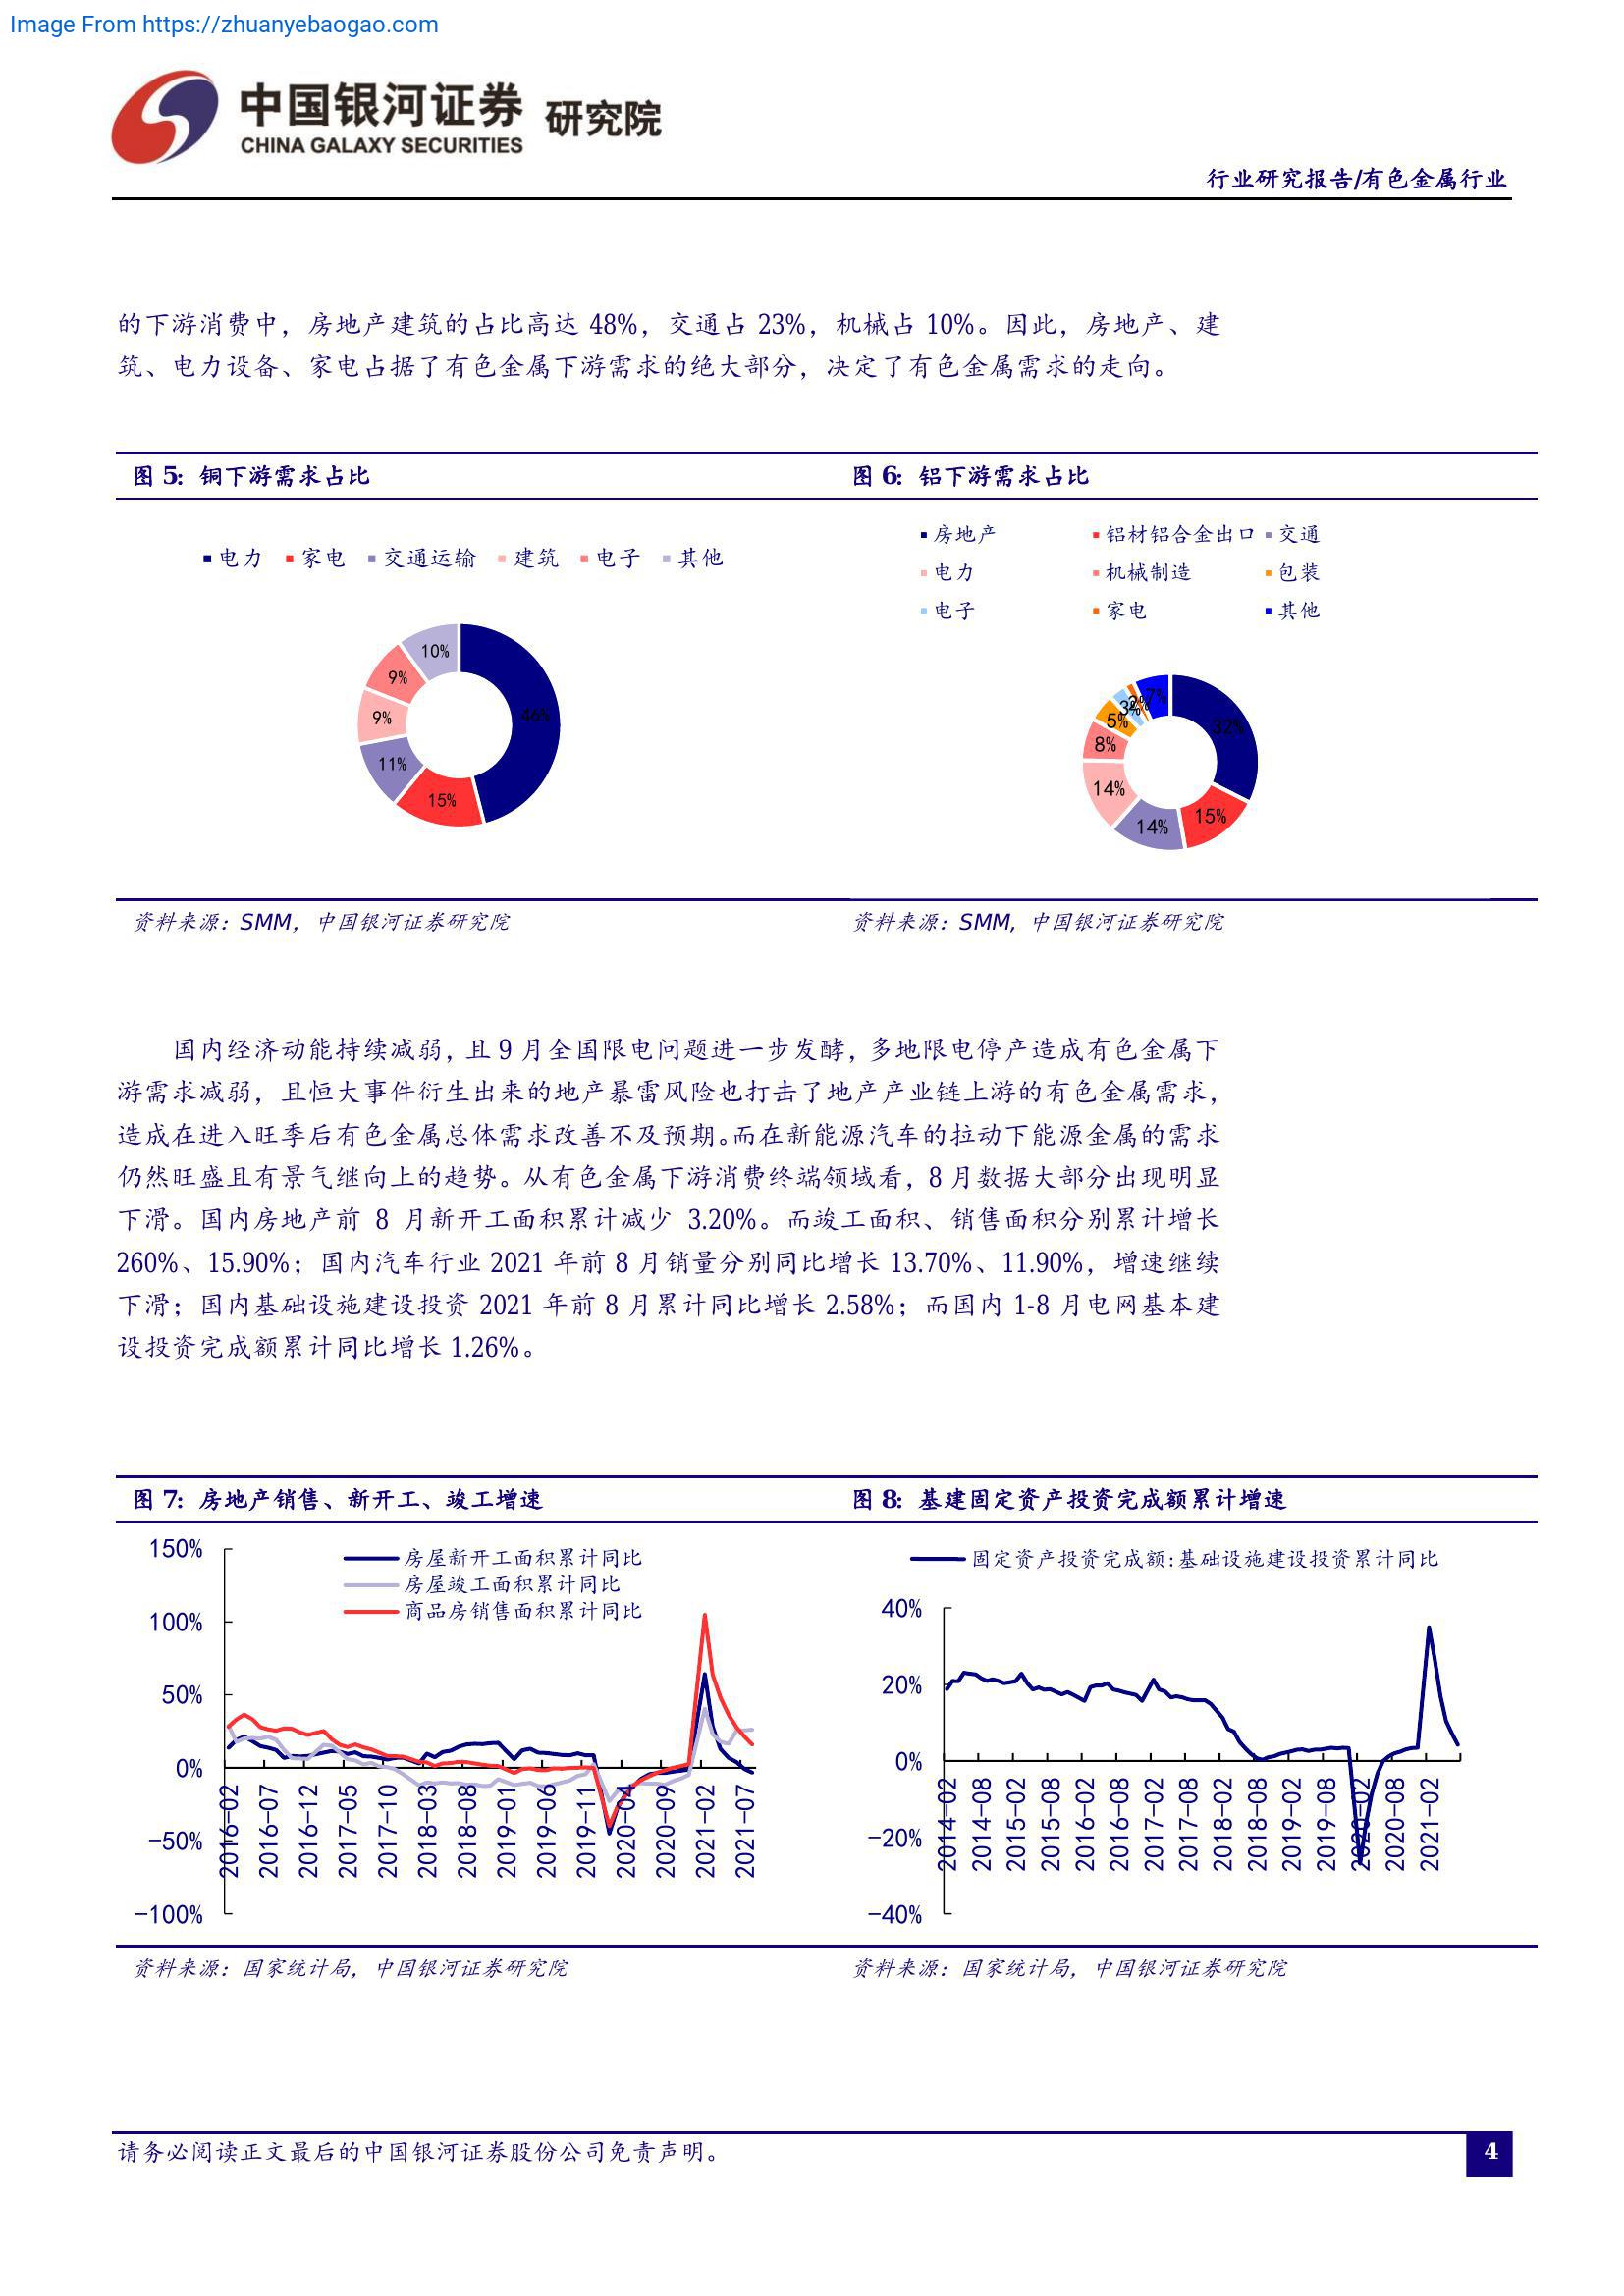 Image From https://zhuanyebaogao.com
中国银河证券 研究院
CHINA GALAXY SECURITIES
行业研究报告/有色金属行业
的下游消费中，房地产建筑的占比高达 48%，交通占 23%，机械占 10%。因此，房地产、建
筑、电力设备、家电占据了有色金属下游需求的绝大部分，决定了有色金属需求的走向。
图 5：铜下游需求占比
图 6：铝下游需求占比
电力 家电 交通运输 建筑 电子 其他
46%
15%
11%
9%
9%
10%
房地产 铝材铝合金出口 交通
电力 机械制造 包装
电子 家电 其他
32%
15%
14%
14%
8%
5%
3%
2%
7%
资料来源：SMM，中国银河证券研究院
资料来源：SMM，中国银河证券研究院
国内经济动能持续减弱，且 9 月全国限电问题进一步发酵，多地限电停产造成有色金属下
游需求减弱，且恒大事件衍生出来的地产暴雷风险也打击了地产产业链上游的有色金属需求，
造成在进入旺季后有色金属总体需求改善不及预期。而在新能源汽车的拉动下能源金属的需求
仍然旺盛且有景气继向上的趋势。从有色金属下游消费终端领域看，8 月数据大部分出现明显
下滑。国内房地产前 8 月新开工面积累计减少 3.20%。而竣工面积、销售面积分别累计增长
260%、15.90%；国内汽车行业 2021 年前 8 月销量分别同比增长 13.70%、11.90%，增速继续
下滑；国内基础设施建设投资 2021 年前 8 月累计同比增长 2.58%；而国内 1-8 月电网基本建
设投资完成额累计同比增长 1.26%。
图 7：房地产销售、新开工、竣工增速
图 8：基建固定资产投资完成额累计增速
房屋新开工面积累计同比
房屋竣工面积累计同比
商品房销售面积累计同比
150%
100%
50%
0%
-50%
-100%
2016-02 2016-07 2016-12 2017-05 2017-10 2018-03 2018-08 2019-01 2019-06 2019-11 2020-04 2020-09 2021-02 2021-07
固定资产投资完成额:基础设施建设投资累计同比
40%
20%
0%
-20%
-40%
2014-02 2014-08 2015-02 2015-08 2016-02 2016-08 2017-02 2017-08 2018-02 2018-08 2019-02 2019-08 2020-02 2020-08 2021-02
资料来源：国家统计局，中国银河证券研究院
资料来源：国家统计局，中国银河证券研究院
请务必阅读正文最后的中国银河证券股份公司免责声明。
4